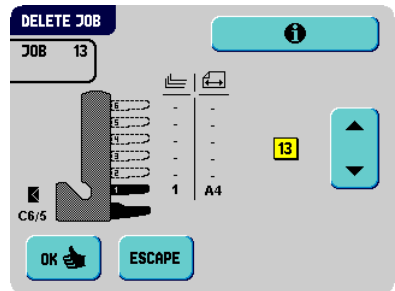 DELETE JOB
JOB 13
6 - -
5 - -
4 - -
3 - -
2 - -
1 1 A4
13
C6/5
OK
ESCAPE